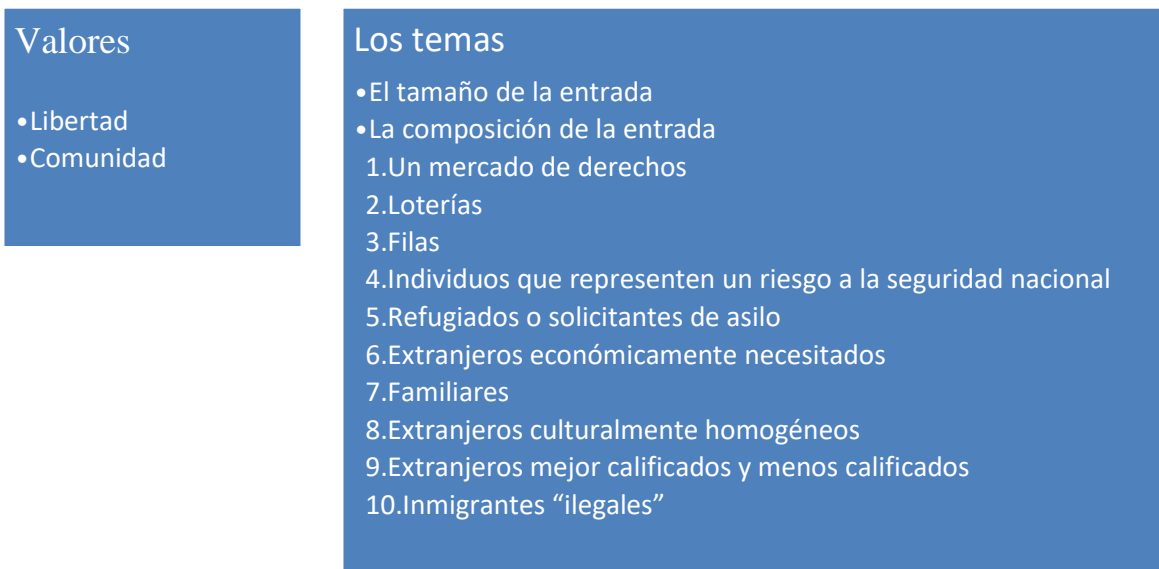 Valores
•Libertad
•Comunidad
Los temas
•El tamaño de la entrada
•La composición de la entrada
1.Un mercado de derechos
2.Loterías
3.Filas
4.Individuos que representen un riesgo a la seguridad nacional
5.Refugiados o solicitantes de asilo
6.Extranjeros económicamente necesitados
7.Familiares
8.Extranjeros culturalmente homogéneos
9.Extranjeros mejor calificados y menos calificados
10.Inmigrantes “ilegales”